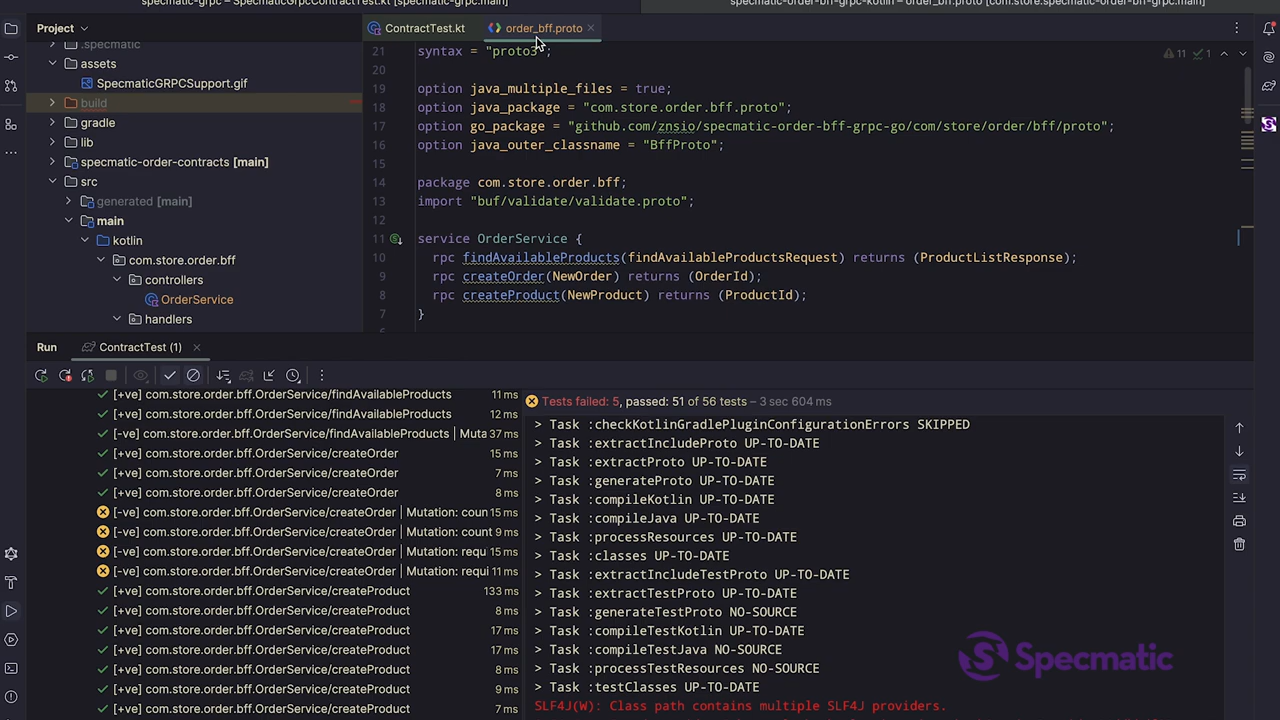 specmatic-grpc – SpecmaticGrpcContractTest.kt [specmatic-grpc.main]
specmatic-order-bff-grpc-kotlin – order_bff.proto [com.store.order.bff:specmatic-order-bff-grpc.main]
Project
ContractTest.kt
order_bff.proto
.specmatic
assets
SpecmaticGRPCSupport.gif
build
gradle
lib
specmatic-order-contracts [main]
src
generated [main]
main
kotlin
com.store.order.bff
controllers
OrderService
handlers
21 syntax = "proto3";
20
19 option java_multiple_files = true;
18 option java_package = "com.store.order.bff.proto";
17 option go_package = "github.com/znsio/specmatic-order-bff-grpc-go/com/store/order/bff/proto";
16 option java_outer_classname = "BffProto";
15
14 package com.store.order.bff;
13 import "buf/validate/validate.proto";
12
11 service OrderService {
10 rpc findAvailableProducts(findAvailableProductsRequest) returns (ProductListResponse);
9 rpc createOrder(NewOrder) returns (OrderId);
8 rpc createProduct(NewProduct) returns (ProductId);
7 }
11 1
Run
ContractTest (1)
[+ve] com.store.order.bff.OrderService/findAvailableProducts 11 ms
[+ve] com.store.order.bff.OrderService/findAvailableProducts 12 ms
[-ve] com.store.order.bff.OrderService/findAvailableProducts | Muta 37 ms
[+ve] com.store.order.bff.OrderService/createOrder 15 ms
[+ve] com.store.order.bff.OrderService/createOrder 7 ms
[+ve] com.store.order.bff.OrderService/createOrder 8 ms
[-ve] com.store.order.bff.OrderService/createOrder | Mutation: coun 15 ms
[-ve] com.store.order.bff.OrderService/createOrder | Mutation: count 9 ms
[-ve] com.store.order.bff.OrderService/createOrder | Mutation: requi 15 ms
[-ve] com.store.order.bff.OrderService/createOrder | Mutation: requi 11 ms
[+ve] com.store.order.bff.OrderService/createProduct 133 ms
[+ve] com.store.order.bff.OrderService/createProduct 8 ms
[+ve] com.store.order.bff.OrderService/createProduct 17 ms
[+ve] com.store.order.bff.OrderService/createProduct 17 ms
[+ve] com.store.order.bff.OrderService/createProduct 8 ms
[+ve] com.store.order.bff.OrderService/createProduct 9 ms
[+ve] com.store.order.bff.OrderService/createProduct 7 ms
Tests failed: 5, passed: 51 of 56 tests – 3 sec 604 ms
> Task :checkKotlinGradlePluginConfigurationErrors SKIPPED
> Task :extractIncludeProto UP-TO-DATE
> Task :extractProto UP-TO-DATE
> Task :generateProto UP-TO-DATE
> Task :compileKotlin UP-TO-DATE
> Task :compileJava UP-TO-DATE
> Task :processResources UP-TO-DATE
> Task :classes UP-TO-DATE
> Task :extractIncludeTestProto UP-TO-DATE
> Task :extractTestProto UP-TO-DATE
> Task :generateTestProto NO-SOURCE
> Task :compileTestKotlin UP-TO-DATE
> Task :compileTestJava NO-SOURCE
> Task :processTestResources NO-SOURCE
> Task :testClasses UP-TO-DATE
SLF4J(W): Class path contains multiple SLF4J providers.
Specmatic